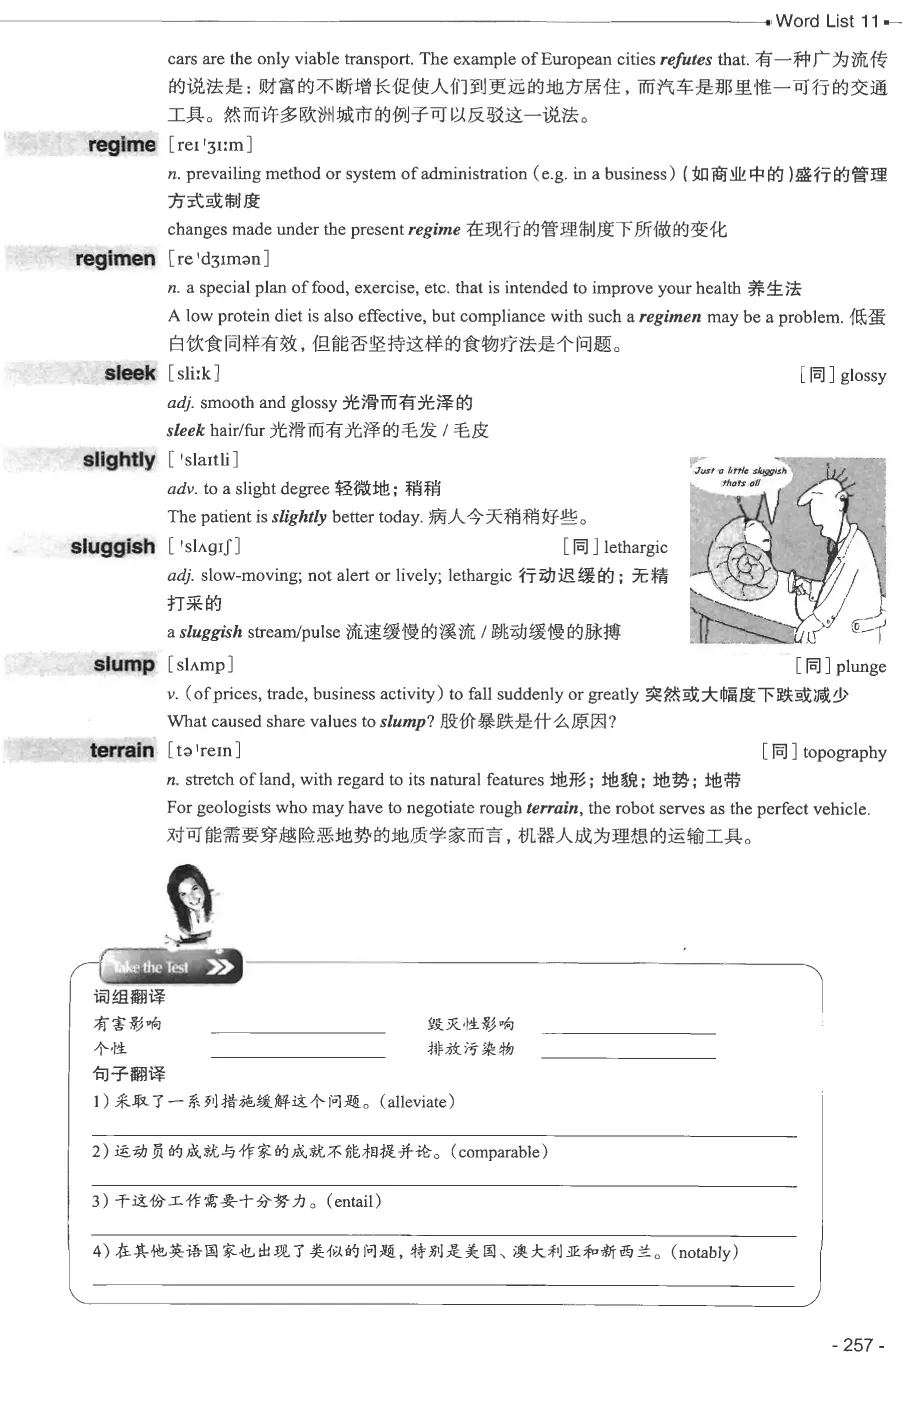 Word List 11
cars are the only viable transport. The example of European cities refutes that. 有一种广为流传
的说法是：财富的不断增长促使人们到更远的地方居住，而汽车是那里惟一可行的交通
工具。然而许多欧洲城市的例子可以反驳这一说法。
regime [reɪˈʒɪːm]
n. prevailing method or system of administration (e.g. in a business) (如商业中的)盛行的管理
方式或制度
changes made under the present regime 在现行的管理制度下所做的变化
regimen [reˈdʒɪmən]
n. a special plan of food, exercise, etc. that is intended to improve your health 养生法
A low protein diet is also effective, but compliance with such a regimen may be a problem. 低蛋
白饮食同样有效，但能否坚持这样的食物疗法是个问题。
sleek [sliːk] [同] glossy
adj. smooth and glossy 光滑而有光泽的
sleek hair/fur 光滑而有光泽的毛发 / 毛皮
slightly [ˈslaɪtli]
adv. to a slight degree 轻微地；稍稍
The patient is slightly better today. 病人今天稍稍好些。
Just a little sluggish
thats all
sluggish [ˈslʌɡɪʃ] [同] lethargic
adj. slow-moving; not alert or lively; lethargic 行动迟缓的；无精
打采的
a sluggish stream/pulse 流速缓慢的溪流 / 跳动缓慢的脉搏
slump [slʌmp] [同] plunge
v. (of prices, trade, business activity) to fall suddenly or greatly 突然或大幅度下跌或减少
What caused share values to slump? 股价暴跌是什么原因?
terrain [təˈreɪn] [同] topography
n. stretch of land, with regard to its natural features 地形；地貌；地势；地带
For geologists who may have to negotiate rough terrain, the robot serves as the perfect vehicle.
对可能需要穿越险恶地势的地质学家而言，机器人成为理想的运输工具。
Take the Test
词组翻译
有害影响 毁灭性影响
个性 排放污染物
句子翻译
1) 采取了一系列措施缓解这个问题。(alleviate)
2) 运动员的成就与作家的成就不能相提并论。(comparable)
3) 干这份工作需要十分努力。(entail)
4) 在其他英语国家也出现了类似的问题，特别是美国、澳大利亚和新西兰。(notably)
- 257 -